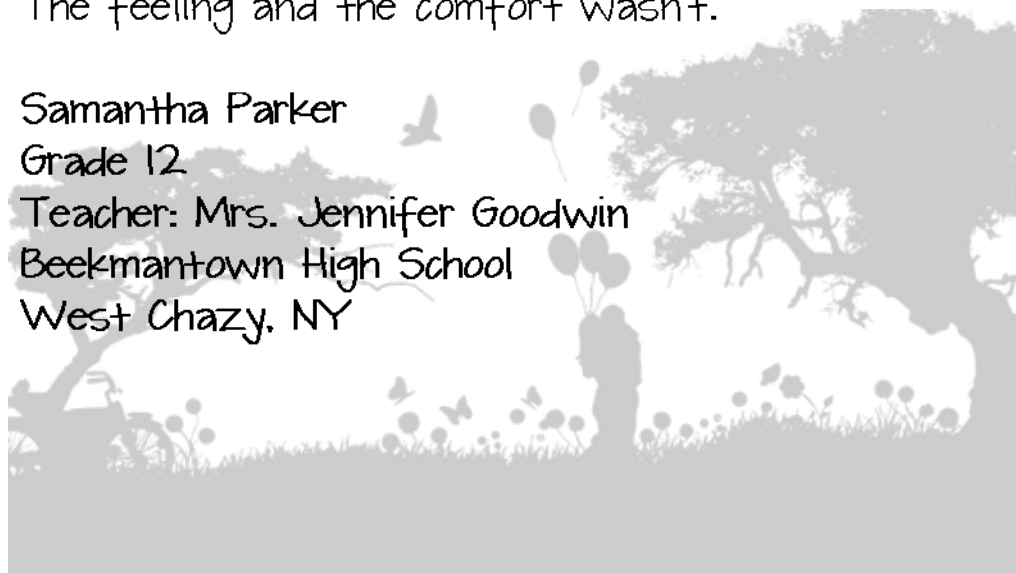 The feeling and the comfort wasn't.
Samantha Parker
Grade 12
Teacher: Mrs. Jennifer Goodwin
Beekmantown High School
West Chazy, NY